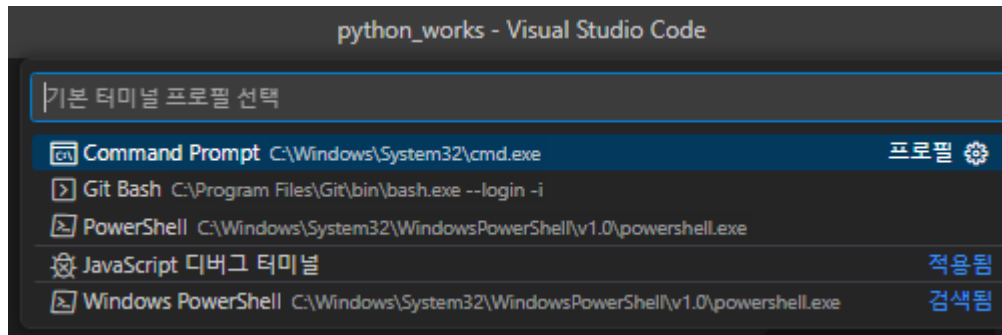 python_works - Visual Studio Code
기본 터미널 프로필 선택
Command Prompt C:\Windows\System32\cmd.exe 프로필
Git Bash C:\Program Files\Git\bin\bash.exe --login -i
PowerShell C:\Windows\System32\WindowsPowerShell\v1.0\powershell.exe
JavaScript 디버그 터미널 적용됨
Windows PowerShell C:\Windows\System32\WindowsPowerShell\v1.0\powershell.exe 검색됨